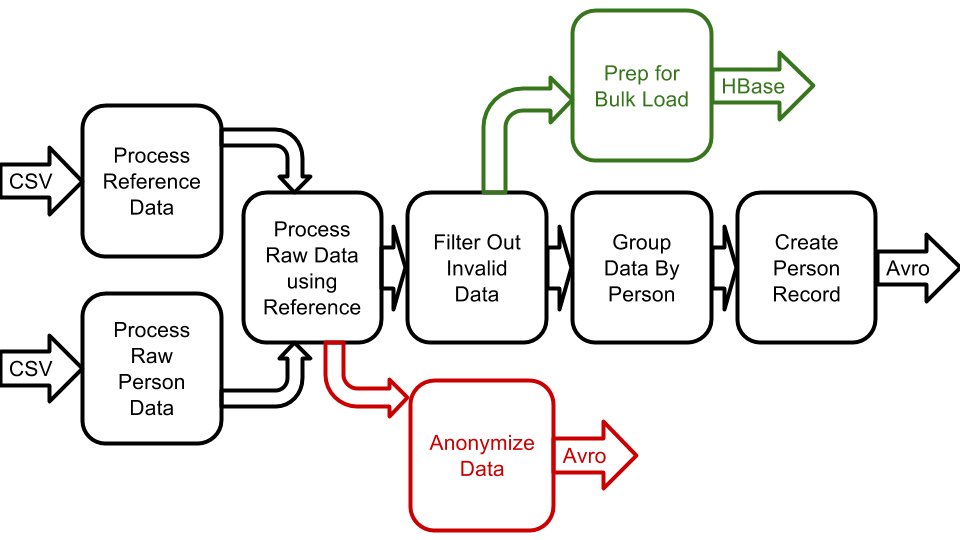 Prep for
Bulk Load
HBase
CSV
Process
Reference
Data
Process
Raw Data
using
Reference
Filter Out
Invalid
Data
Group
Data By
Person
Create
Person
Record
Avro
CSV
Process
Raw
Person
Data
Anonymize
Data
Avro